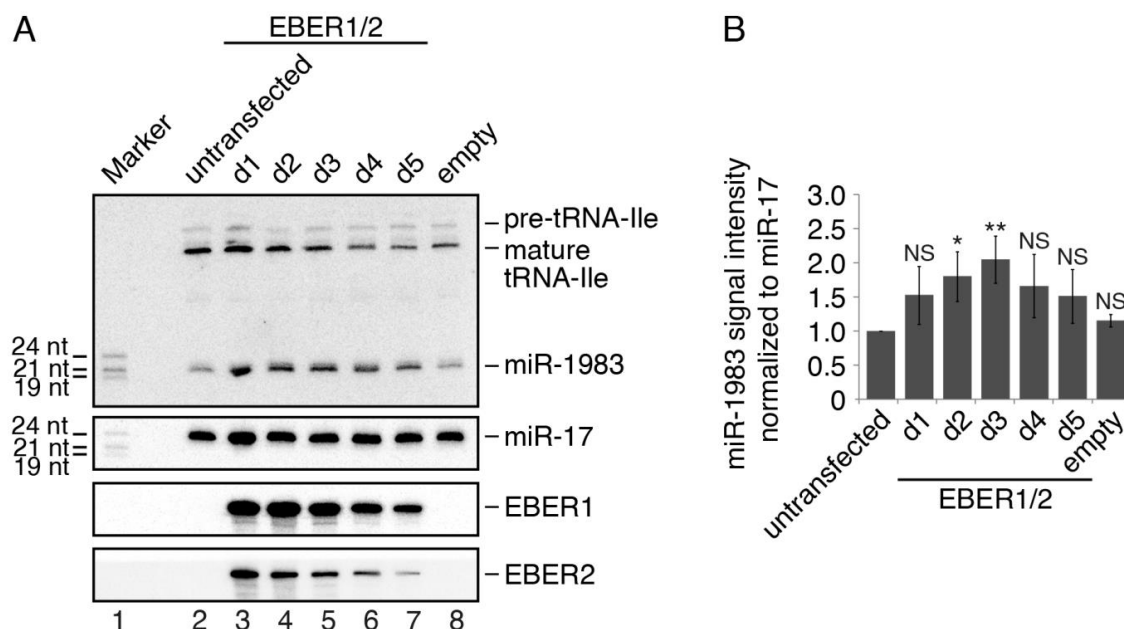 A
EBER1/2
Marker
untransfected
d1
d2
d3
d4
d5
empty
pre-tRNA-Ile
mature
tRNA-Ile
24 nt
21 nt
19 nt
miR-1983
24 nt
21 nt
19 nt
miR-17
EBER1
EBER2
1 2 3 4 5 6 7 8
B
miR-1983 signal intensity
normalized to miR-17
3.0
2.5
2.0
1.5
1.0
0.5
0
NS
*
**
NS
NS
NS
untransfected
d1
d2
d3
d4
d5
empty
EBER1/2